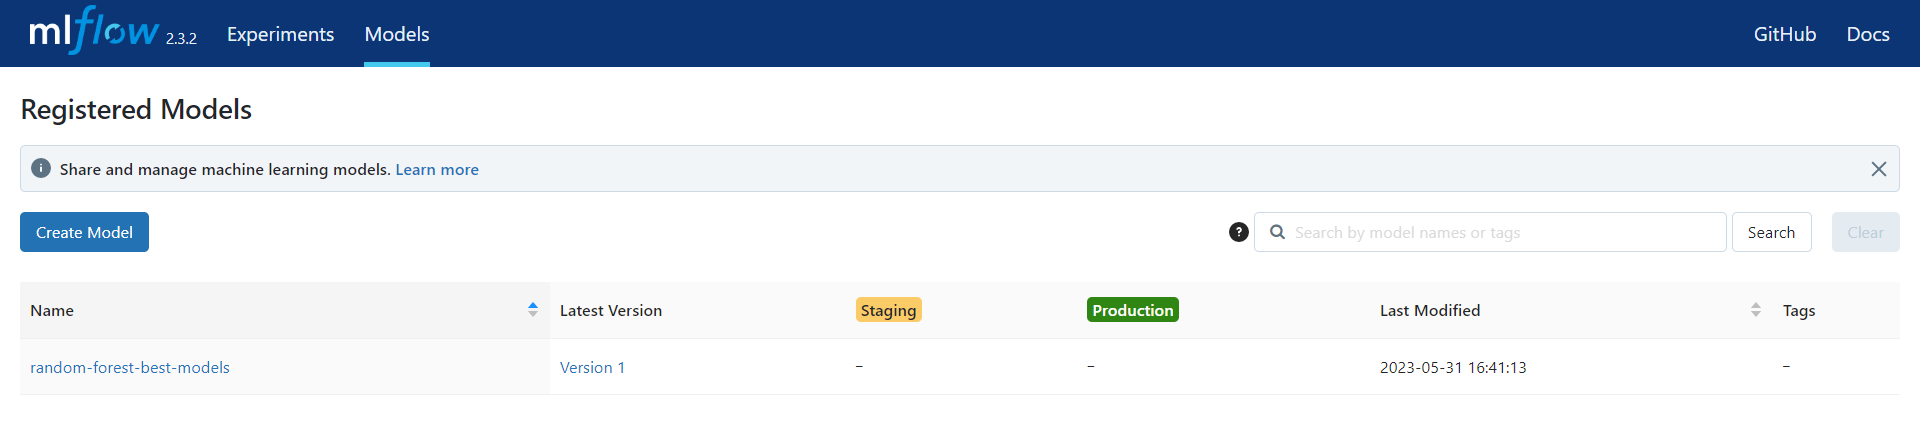 mlflow 2.3.2 Experiments Models GitHub Docs
Registered Models
i Share and manage machine learning models. Learn more
Create Model ? Search by model names or tags Search Clear
Name Latest Version Staging Production Last Modified Tags
random-forest-best-models Version 1 – – 2023-05-31 16:41:13 –